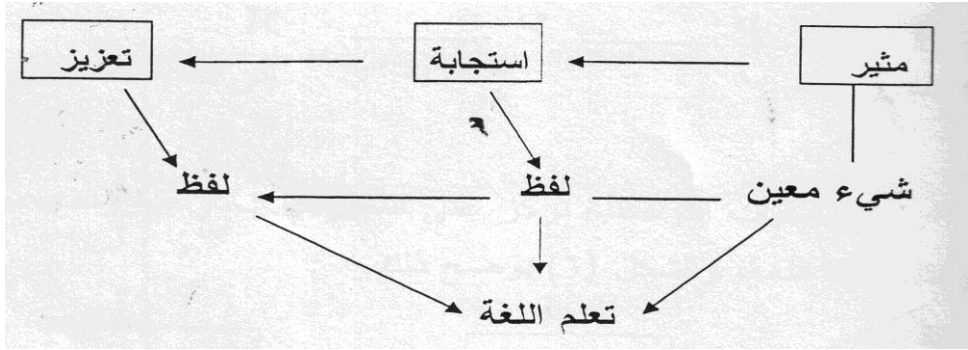 مثير استجابة تعزيز
شيء معين لفظ لفظ
تعلم اللغة